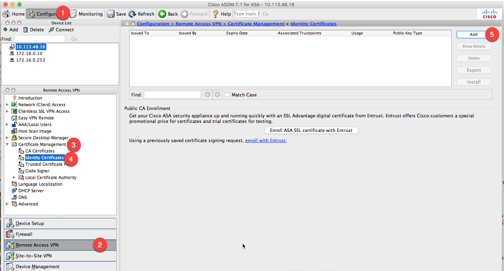 Cisco ASDM 7.1 for ASA - 10.113.48.16
Home
Configuration
1
Monitoring
Save
Refresh
Back
Forward
Help
Type topic
Go
CISCO
Device List
Add
Delete
Connect
Find:
Go
10.113.48.16
172.16.0.10
172.16.0.253
Remote Access VPN
Introduction
Network (Client) Access
Clientless SSL VPN Access
Easy VPN Remote
AAA/Local Users
Host Scan Image
Secure Desktop Manager
Certificate Management
3
CA Certificates
Identity Certificates
4
Trusted Certificate
Code Signer
Local Certificate Authority
Language Localization
DHCP Server
DNS
Advanced
Device Setup
Firewall
Remote Access VPN
2
Site-to-Site VPN
Device Management
Configuration > Remote Access VPN > Certificate Management > Identity Certificates
Issued To
Issued By
Expiry Date
Associated Trustpoints
Usage
Public Key Type
Add
5
Show Details
Delete
Export
Install
Find:
Match Case
Public CA Enrollment
Get your Cisco ASA security appliance up and running quickly with an SSL Advantage digital certificate from Entrust. Entrust offers Cisco customers a special
promotional price for certificates and trial certificates for testing.
Enroll ASA SSL certificate with Entrust
Using a previously saved certificate signing request, enroll with Entrust.